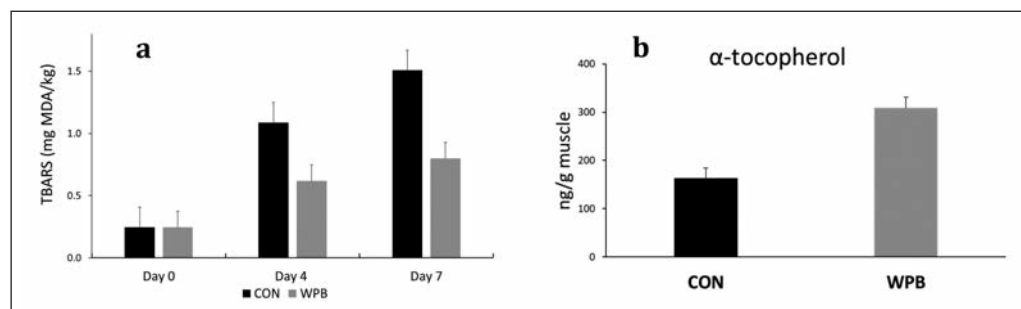 a
TBARS (mg MDA/kg)
1.5
1.0
0.5
0.0
Day 0 Day 4 Day 7
CON WPB
b
α-tocopherol
ng/g muscle
400
300
200
100
0
CON WPB